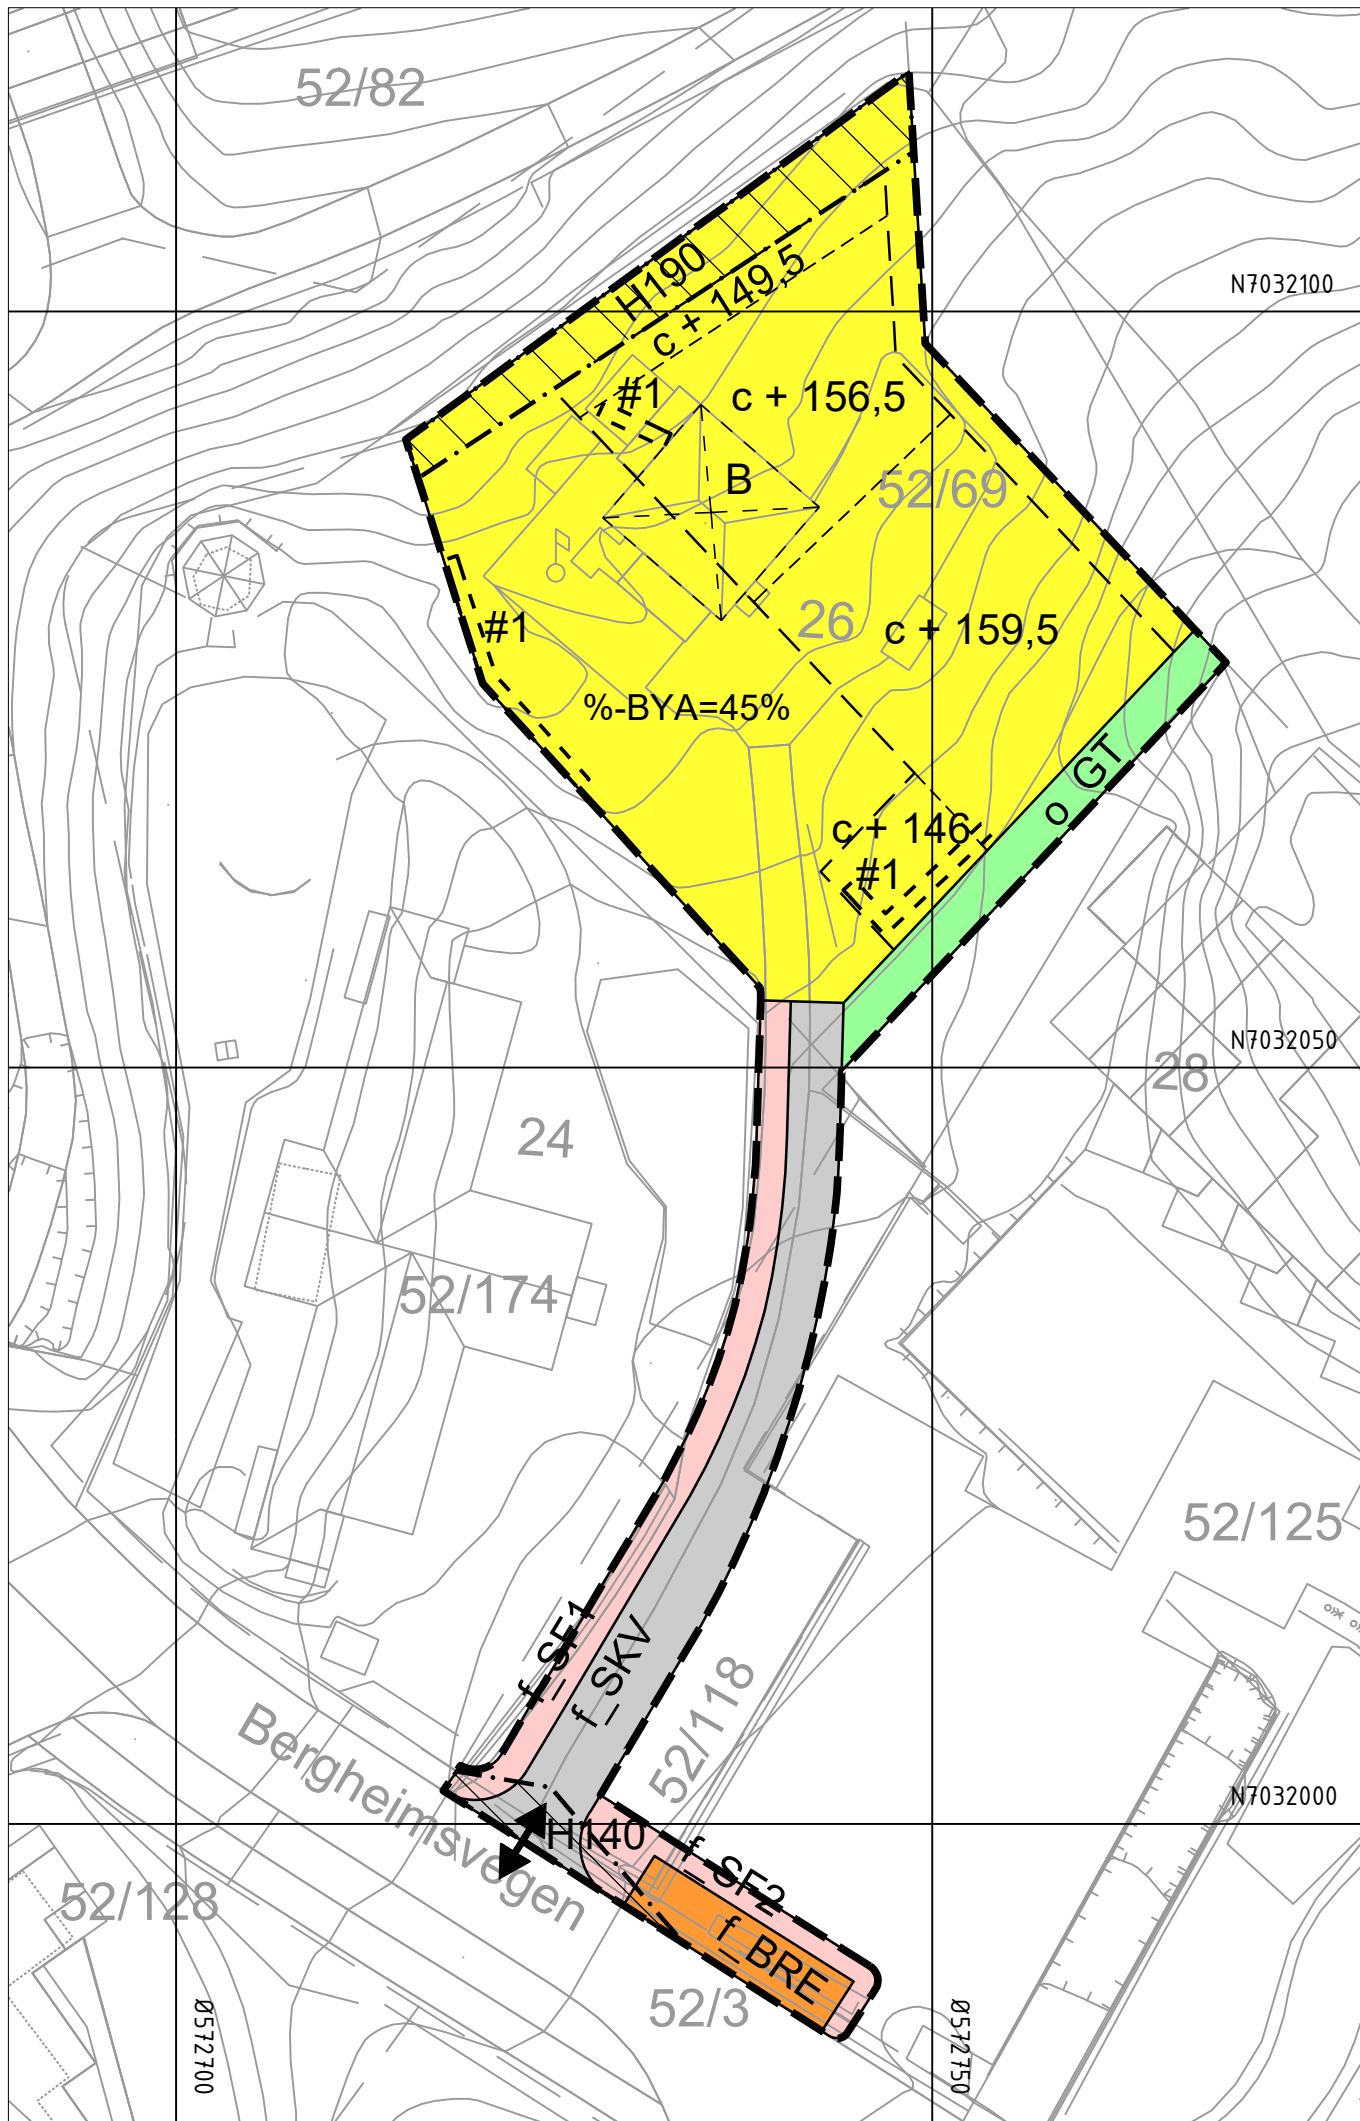 52/82
H190
c + 149,5
N7032100
#1
c + 156,5
B
52/69
#1
26
c + 159,5
%-BYA=45%
o GT
c + 146
#1
N7032050
28
24
52/174
52/125
f_SF1
f_SKV
52/118
Bergheimsvegen
N7032000
H140
f_SF2
52/128
f_BRE
52/3
Ø572700
Ø572750